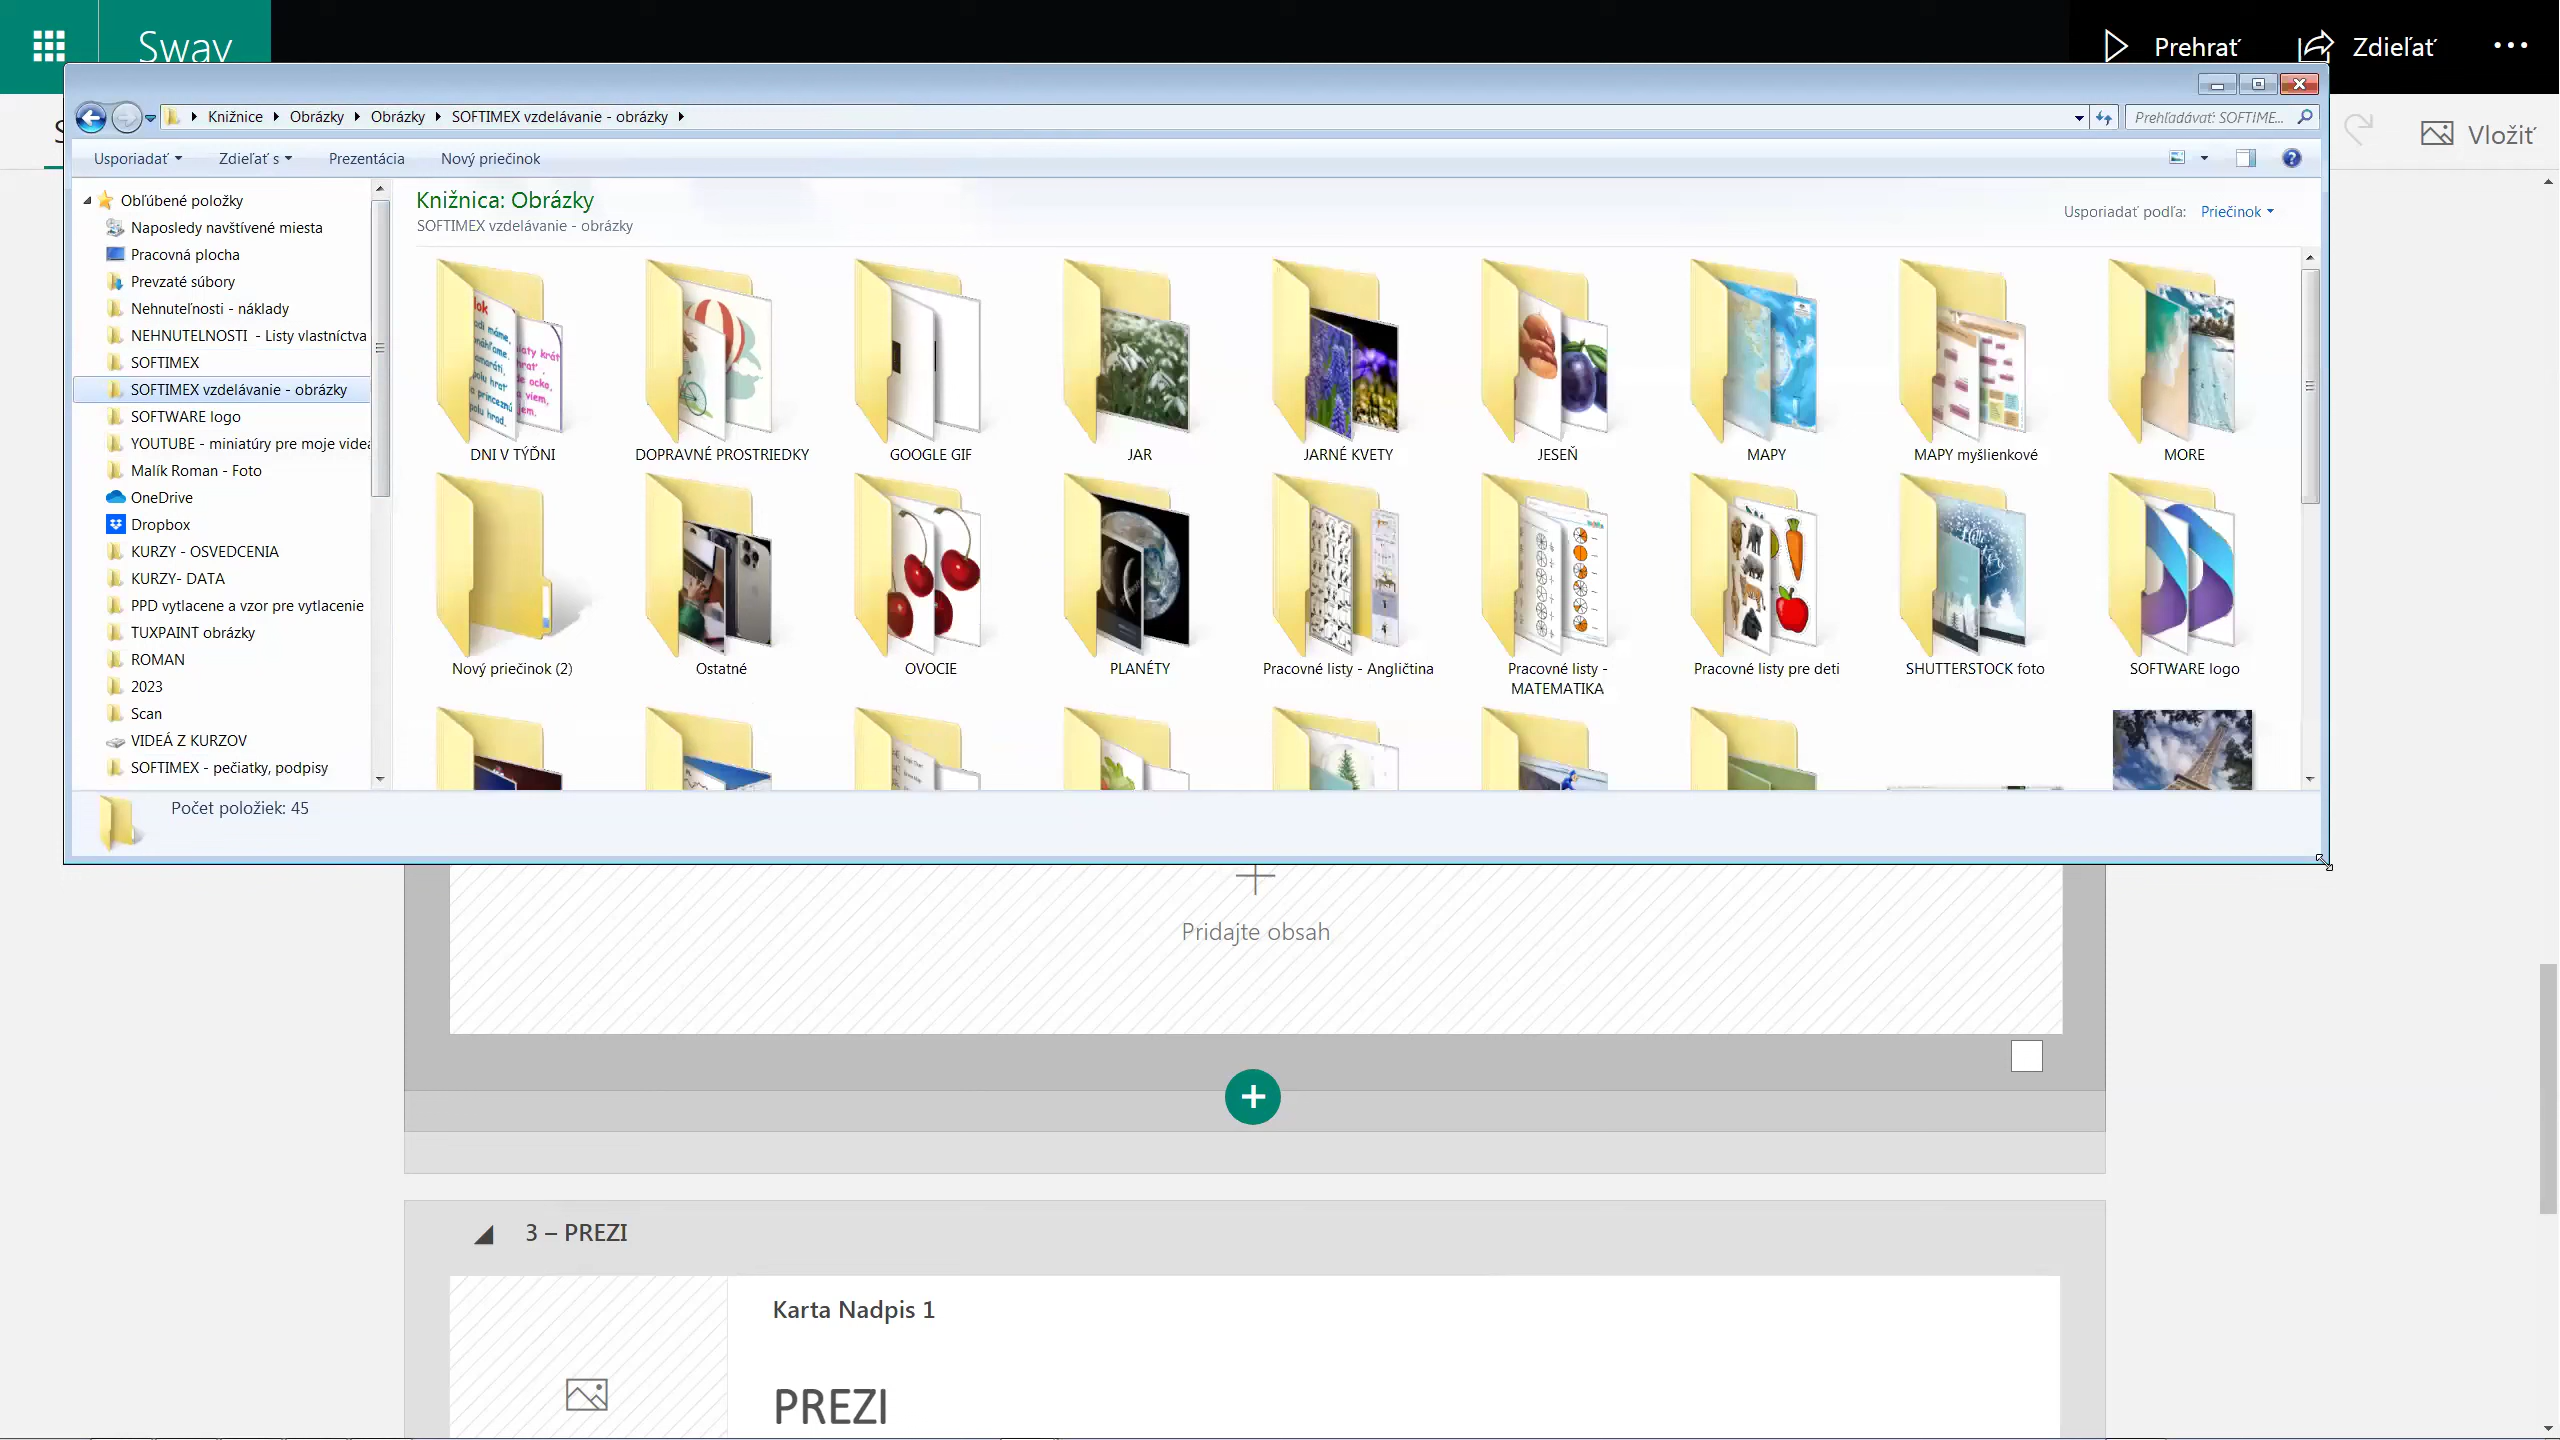 Sway
Prehrať
Zdieľať
Knižnice
Obrázky
Obrázky
SOFTIMEX vzdelávanie - obrázky
Prehľadávať: SOFTIME...
Vložiť
Usporiadať
Zdieľať s
Prezentácia
Nový priečinok
Obľúbené položky
Naposledy navštívené miesta
Pracovná plocha
Prevzaté súbory
Nehnuteľnosti - náklady
NEHNUTELNOSTI - Listy vlastníctva
SOFTIMEX
SOFTIMEX vzdelávanie - obrázky
SOFTWARE logo
YOUTUBE - miniatúry pre moje videá
Malík Roman - Foto
OneDrive
Dropbox
KURZY - OSVEDCENIA
KURZY- DATA
PPD vytlacene a vzor pre vytlacenie
TUXPAINT obrázky
ROMAN
2023
Scan
VIDEÁ Z KURZOV
SOFTIMEX - pečiatky, podpisy
Knižnica: Obrázky
SOFTIMEX vzdelávanie - obrázky
Usporiadať podľa: Priečinok
DNI V TÝDNI
DOPRAVNÉ PROSTRIEDKY
GOOGLE GIF
JAR
JARNÉ KVETY
JESEŇ
MAPY
MAPY myšlienkové
MORE
Nový priečinok (2)
Ostatné
OVOCIE
PLANÉTY
Pracovné listy - Angličtina
Pracovné listy - 
MATEMATIKA
Pracovné listy pre deti
SHUTTERSTOCK foto
SOFTWARE logo
Počet položiek: 45
Pridajte obsah
3 – PREZI
Karta Nadpis 1
PREZI